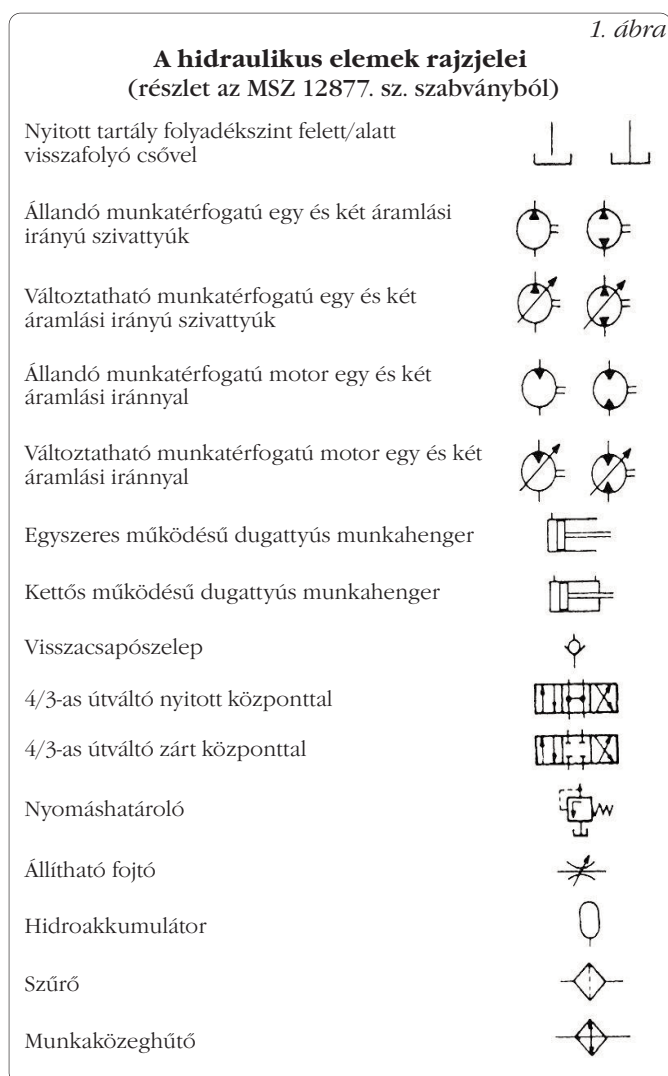 1. ábra
A hidraulikus elemek rajzjelei
(részlet az MSZ 12877. sz. szabványból)
Nyitott tartály folyadékszint felett/alatt
visszafolyó csővel
Állandó munkatérfogatú egy és két áramlási
irányú szivattyúk
Változtatható munkatérfogatú egy és két
áramlási irányú szivattyúk
Állandó munkatérfogatú motor egy és két
áramlási iránnyal
Változtatható munkatérfogatú motor egy és két
áramlási iránnyal
Egyszeres működésű dugattyús munkahenger
Kettős működésű dugattyús munkahenger
Visszacsapószelep
4/3-as útváltó nyitott központtal
4/3-as útváltó zárt központtal
Nyomáshatároló
Állítható fojtó
Hidroakkumulátor
Szűrő
Munkaközeghűtő